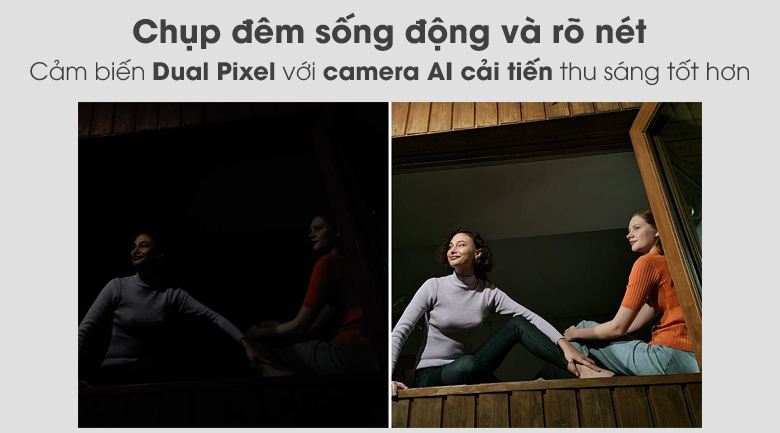 Chụp đêm sống động và rõ nét
Cảm biến Dual Pixel với camera AI cải tiến thu sáng tốt hơn